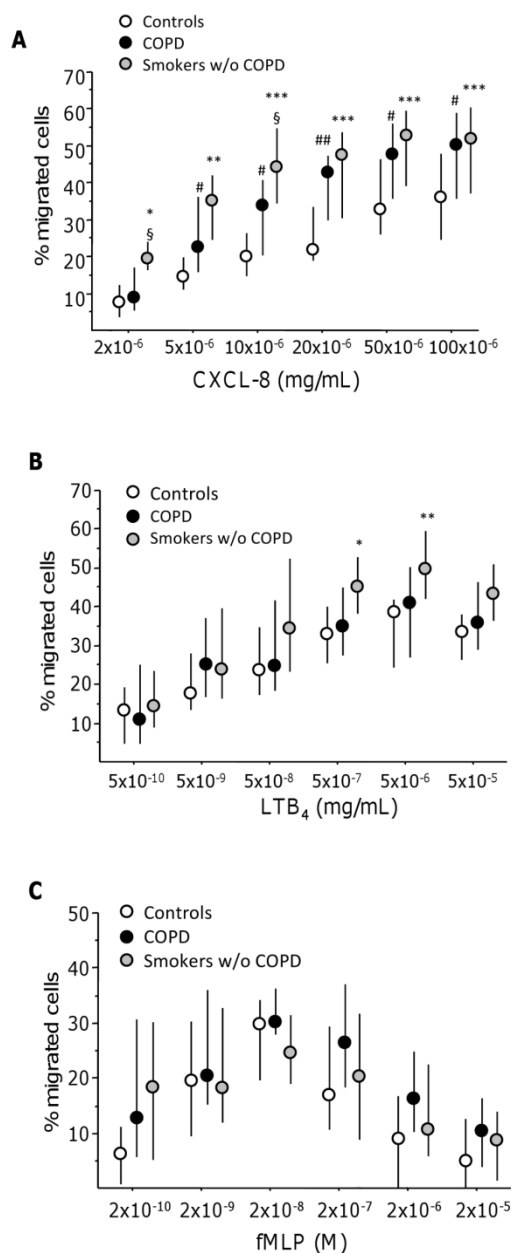 A
Controls
COPD
Smokers w/o COPD
70
60
50
40
30
20
10
% migrated cells
*
§
#
**
#
***
§
##
***
#
***
#
***
2x10⁻⁶ 5x10⁻⁶ 10x10⁻⁶ 20x10⁻⁶ 50x10⁻⁶ 100x10⁻⁶
CXCL-8 (mg/mL)
B
Controls
COPD
Smokers w/o COPD
70
60
50
40
30
20
10
% migrated cells
*
**
5x10⁻¹⁰ 5x10⁻⁹ 5x10⁻⁸ 5x10⁻⁷ 5x10⁻⁶ 5x10⁻⁵
LTB₄ (mg/mL)
C
Controls
COPD
Smokers w/o COPD
50
40
30
20
10
% migrated cells
2x10⁻¹⁰ 2x10⁻⁹ 2x10⁻⁸ 2x10⁻⁷ 2x10⁻⁶ 2x10⁻⁵
fMLP (M)